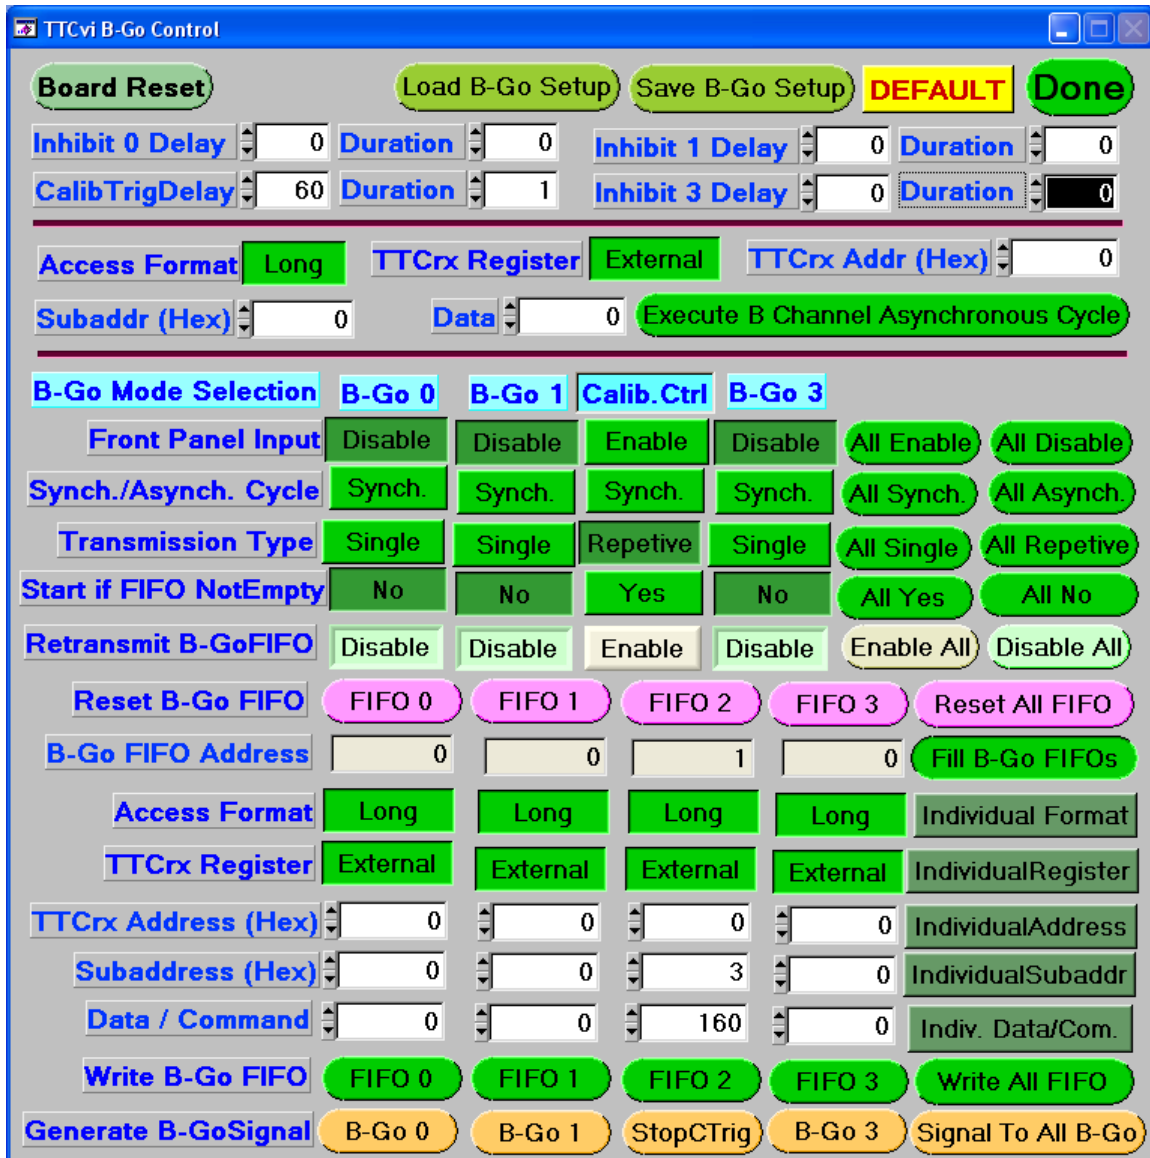 TTCvi B-Go Control
Board Reset Load B-Go Setup Save B-Go Setup DEFAULT Done
Inhibit 0 Delay 0 Duration 0 Inhibit 1 Delay 0 Duration 0
CalibTrigDelay 60 Duration 1 Inhibit 3 Delay 0 Duration 0
Access Format Long TTCrx Register External TTCrx Addr (Hex) 0
Subaddr (Hex) 0 Data 0 Execute B Channel Asynchronous Cycle
B-Go Mode Selection B-Go 0 B-Go 1 Calib.Ctrl B-Go 3
Front Panel Input Disable Disable Enable Disable All Enable All Disable
Synch./Asynch. Cycle Synch. Synch. Synch. Synch. All Synch. All Asynch.
Transmission Type Single Single Repetive Single All Single All Repetive
Start if FIFO NotEmpty No No Yes No All Yes All No
Retransmit B-GoFIFO Disable Disable Enable Disable Enable All Disable All
Reset B-Go FIFO FIFO 0 FIFO 1 FIFO 2 FIFO 3 Reset All FIFO
B-Go FIFO Address 0 0 1 0 Fill B-Go FIFOs
Access Format Long Long Long Long Individual Format
TTCrx Register External External External External IndividualRegister
TTCrx Address (Hex) 0 0 0 0 IndividualAddress
Subaddress (Hex) 0 0 3 0 IndividualSubaddr
Data / Command 0 0 160 0 Indiv. Data/Com.
Write B-Go FIFO FIFO 0 FIFO 1 FIFO 2 FIFO 3 Write All FIFO
Generate B-GoSignal B-Go 0 B-Go 1 StopCTrig B-Go 3 Signal To All B-Go